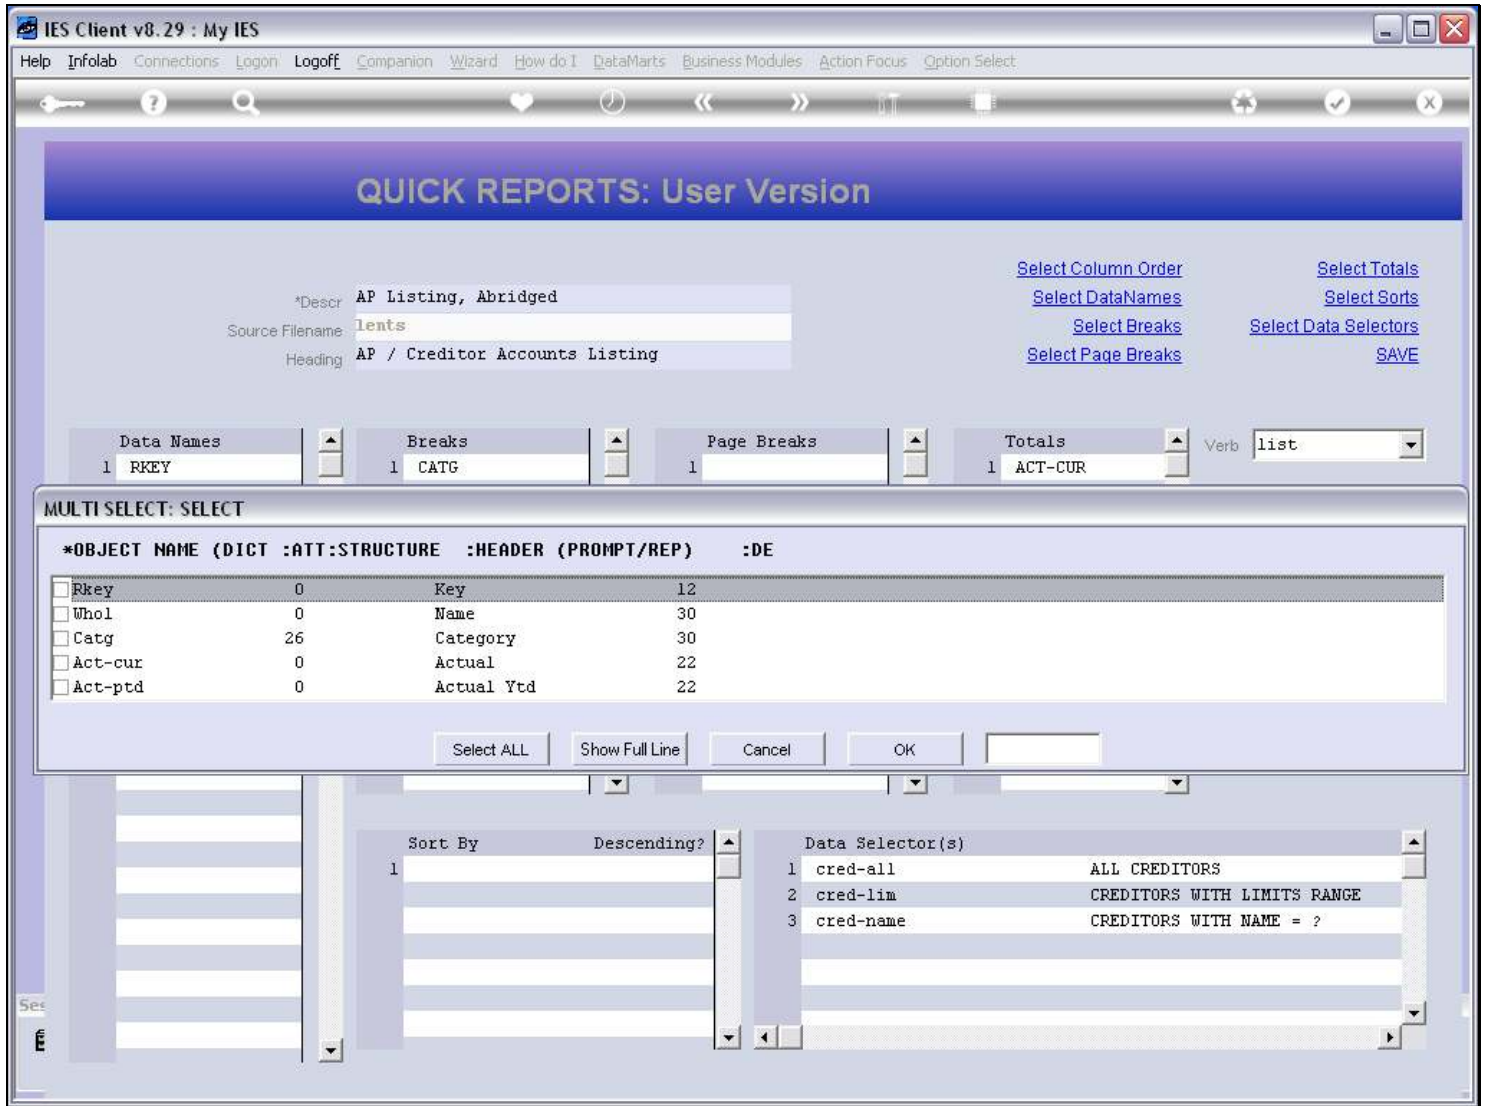 IES Client v8.29 : My IES
Help Infolab Connections Logon Logoff Companion Wizard How do I DataMarts Business Modules Action Focus Option Select
QUICK REPORTS: User Version
Select Column Order Select Totals
*Descr AP Listing, Abridged Select DataNames Select Sorts
Source Filename lents Select Breaks Select Data Selectors
Heading AP / Creditor Accounts Listing Select Page Breaks SAVE
Data Names Breaks Page Breaks Totals Verb list
1 RKEY 1 CATG 1 1 ACT-CUR
MULTI SELECT: SELECT
*OBJECT NAME (DICT :ATT:STRUCTURE :HEADER (PROMPT/REP) :DE
Rkey 0 Key 12
Whol 0 Name 30
Catg 26 Category 30
Act-cur 0 Actual 22
Act-ptd 0 Actual Ytd 22
Select ALL Show Full Line Cancel OK
Sort By Descending? Data Selector(s)
1 1 cred-all ALL CREDITORS
2 cred-lim CREDITORS WITH LIMITS RANGE
3 cred-name CREDITORS WITH NAME = ?